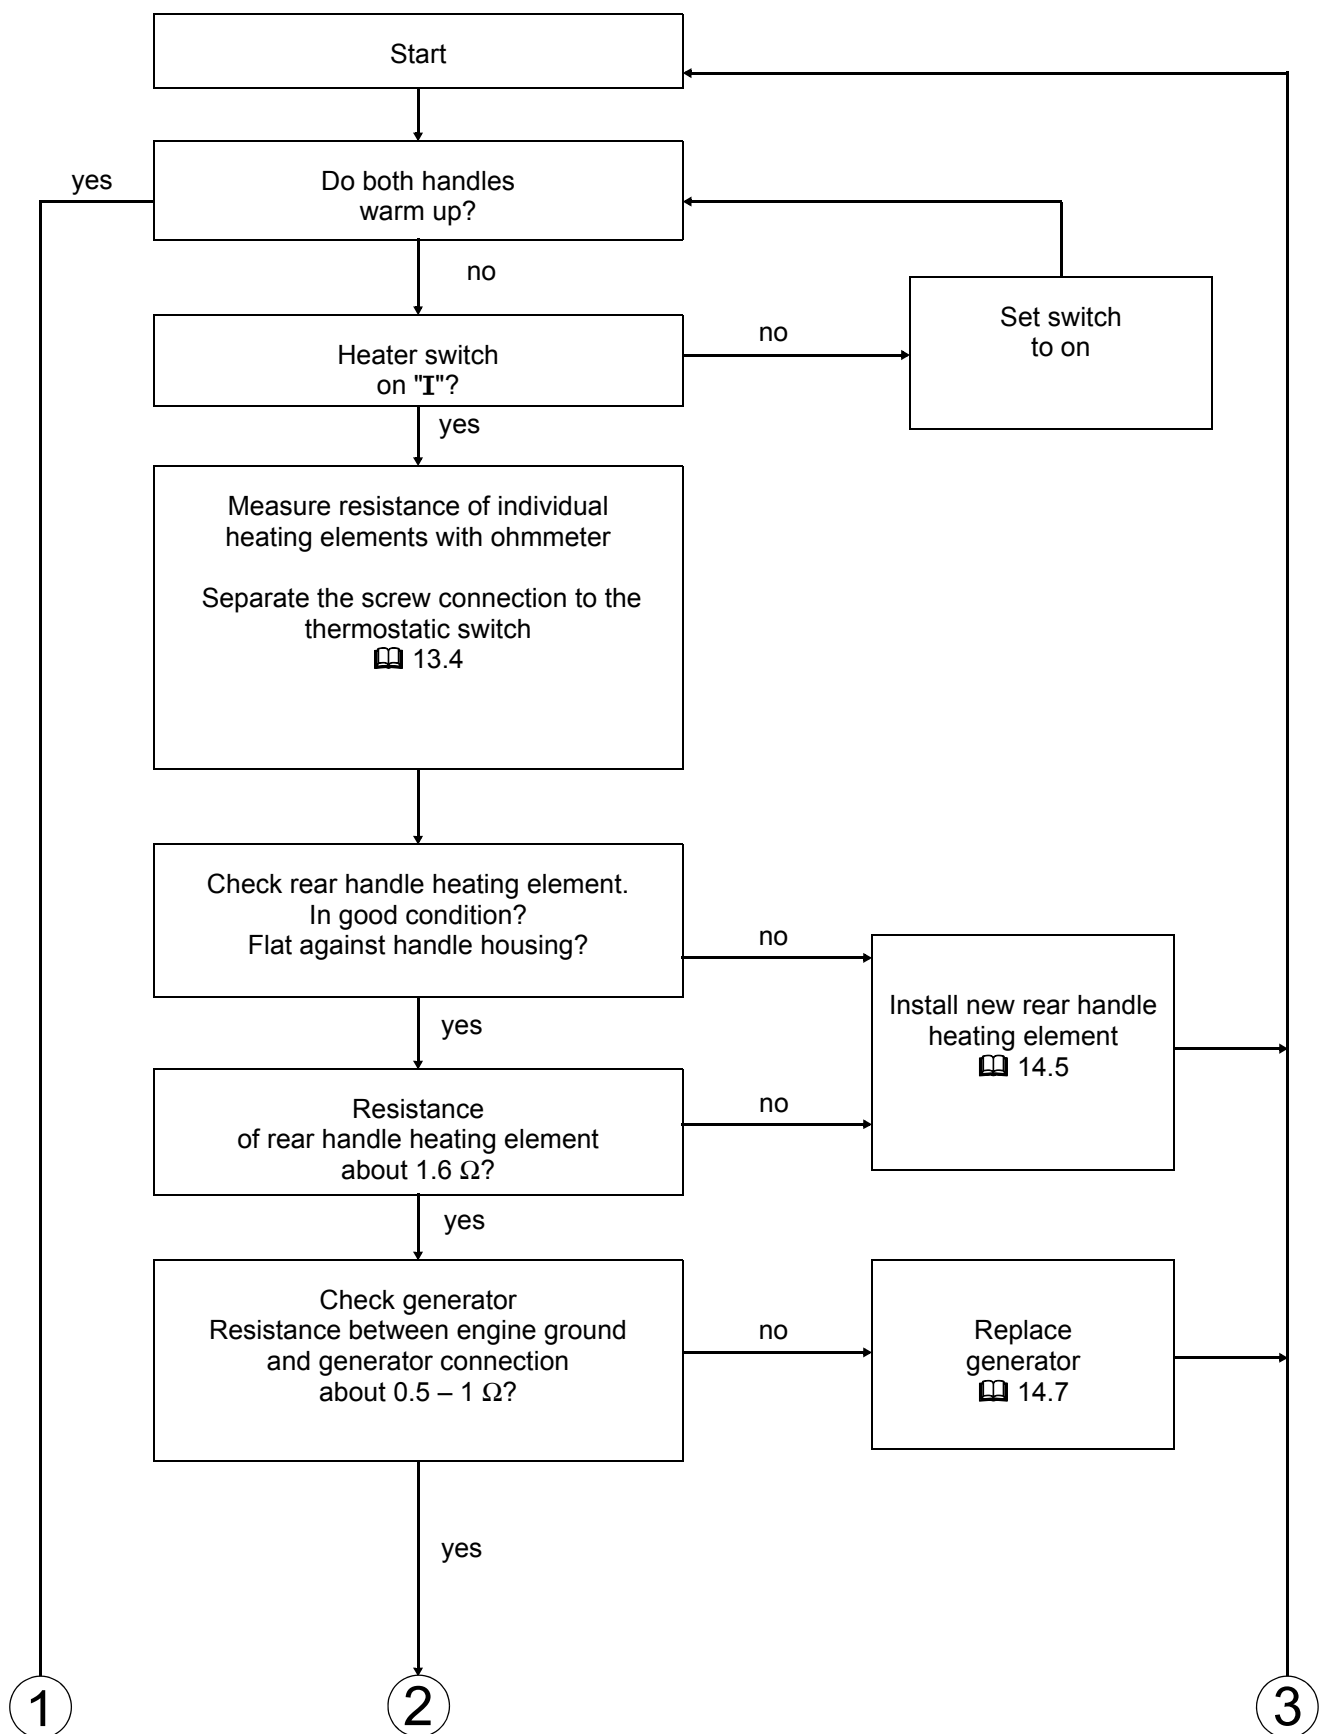 Start
yes
Do both handles
warm up?
no
Heater switch
on "I"?
no
Set switch
to on
yes
Measure resistance of individual
heating elements with ohmmeter
Separate the screw connection to the
thermostatic switch
13.4
Check rear handle heating element.
In good condition?
Flat against handle housing?
no
Install new rear handle
heating element
14.5
yes
Resistance
of rear handle heating element
about 1.6 Ω?
no
yes
Check generator
Resistance between engine ground
and generator connection
about 0.5 – 1 Ω?
no
Replace
generator
14.7
yes
1
2
3